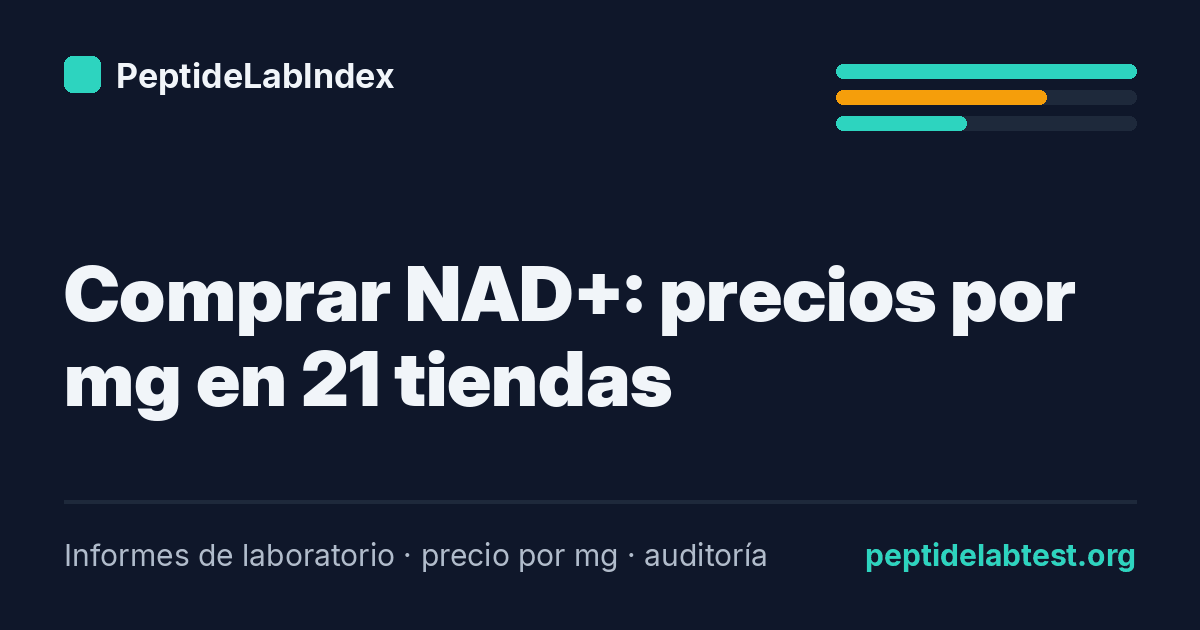 PeptideLabIndex
Comprar NAD+: precios por
mg en 21 tiendas
Informes de laboratorio · precio por mg · auditoría
peptidelabtest.org